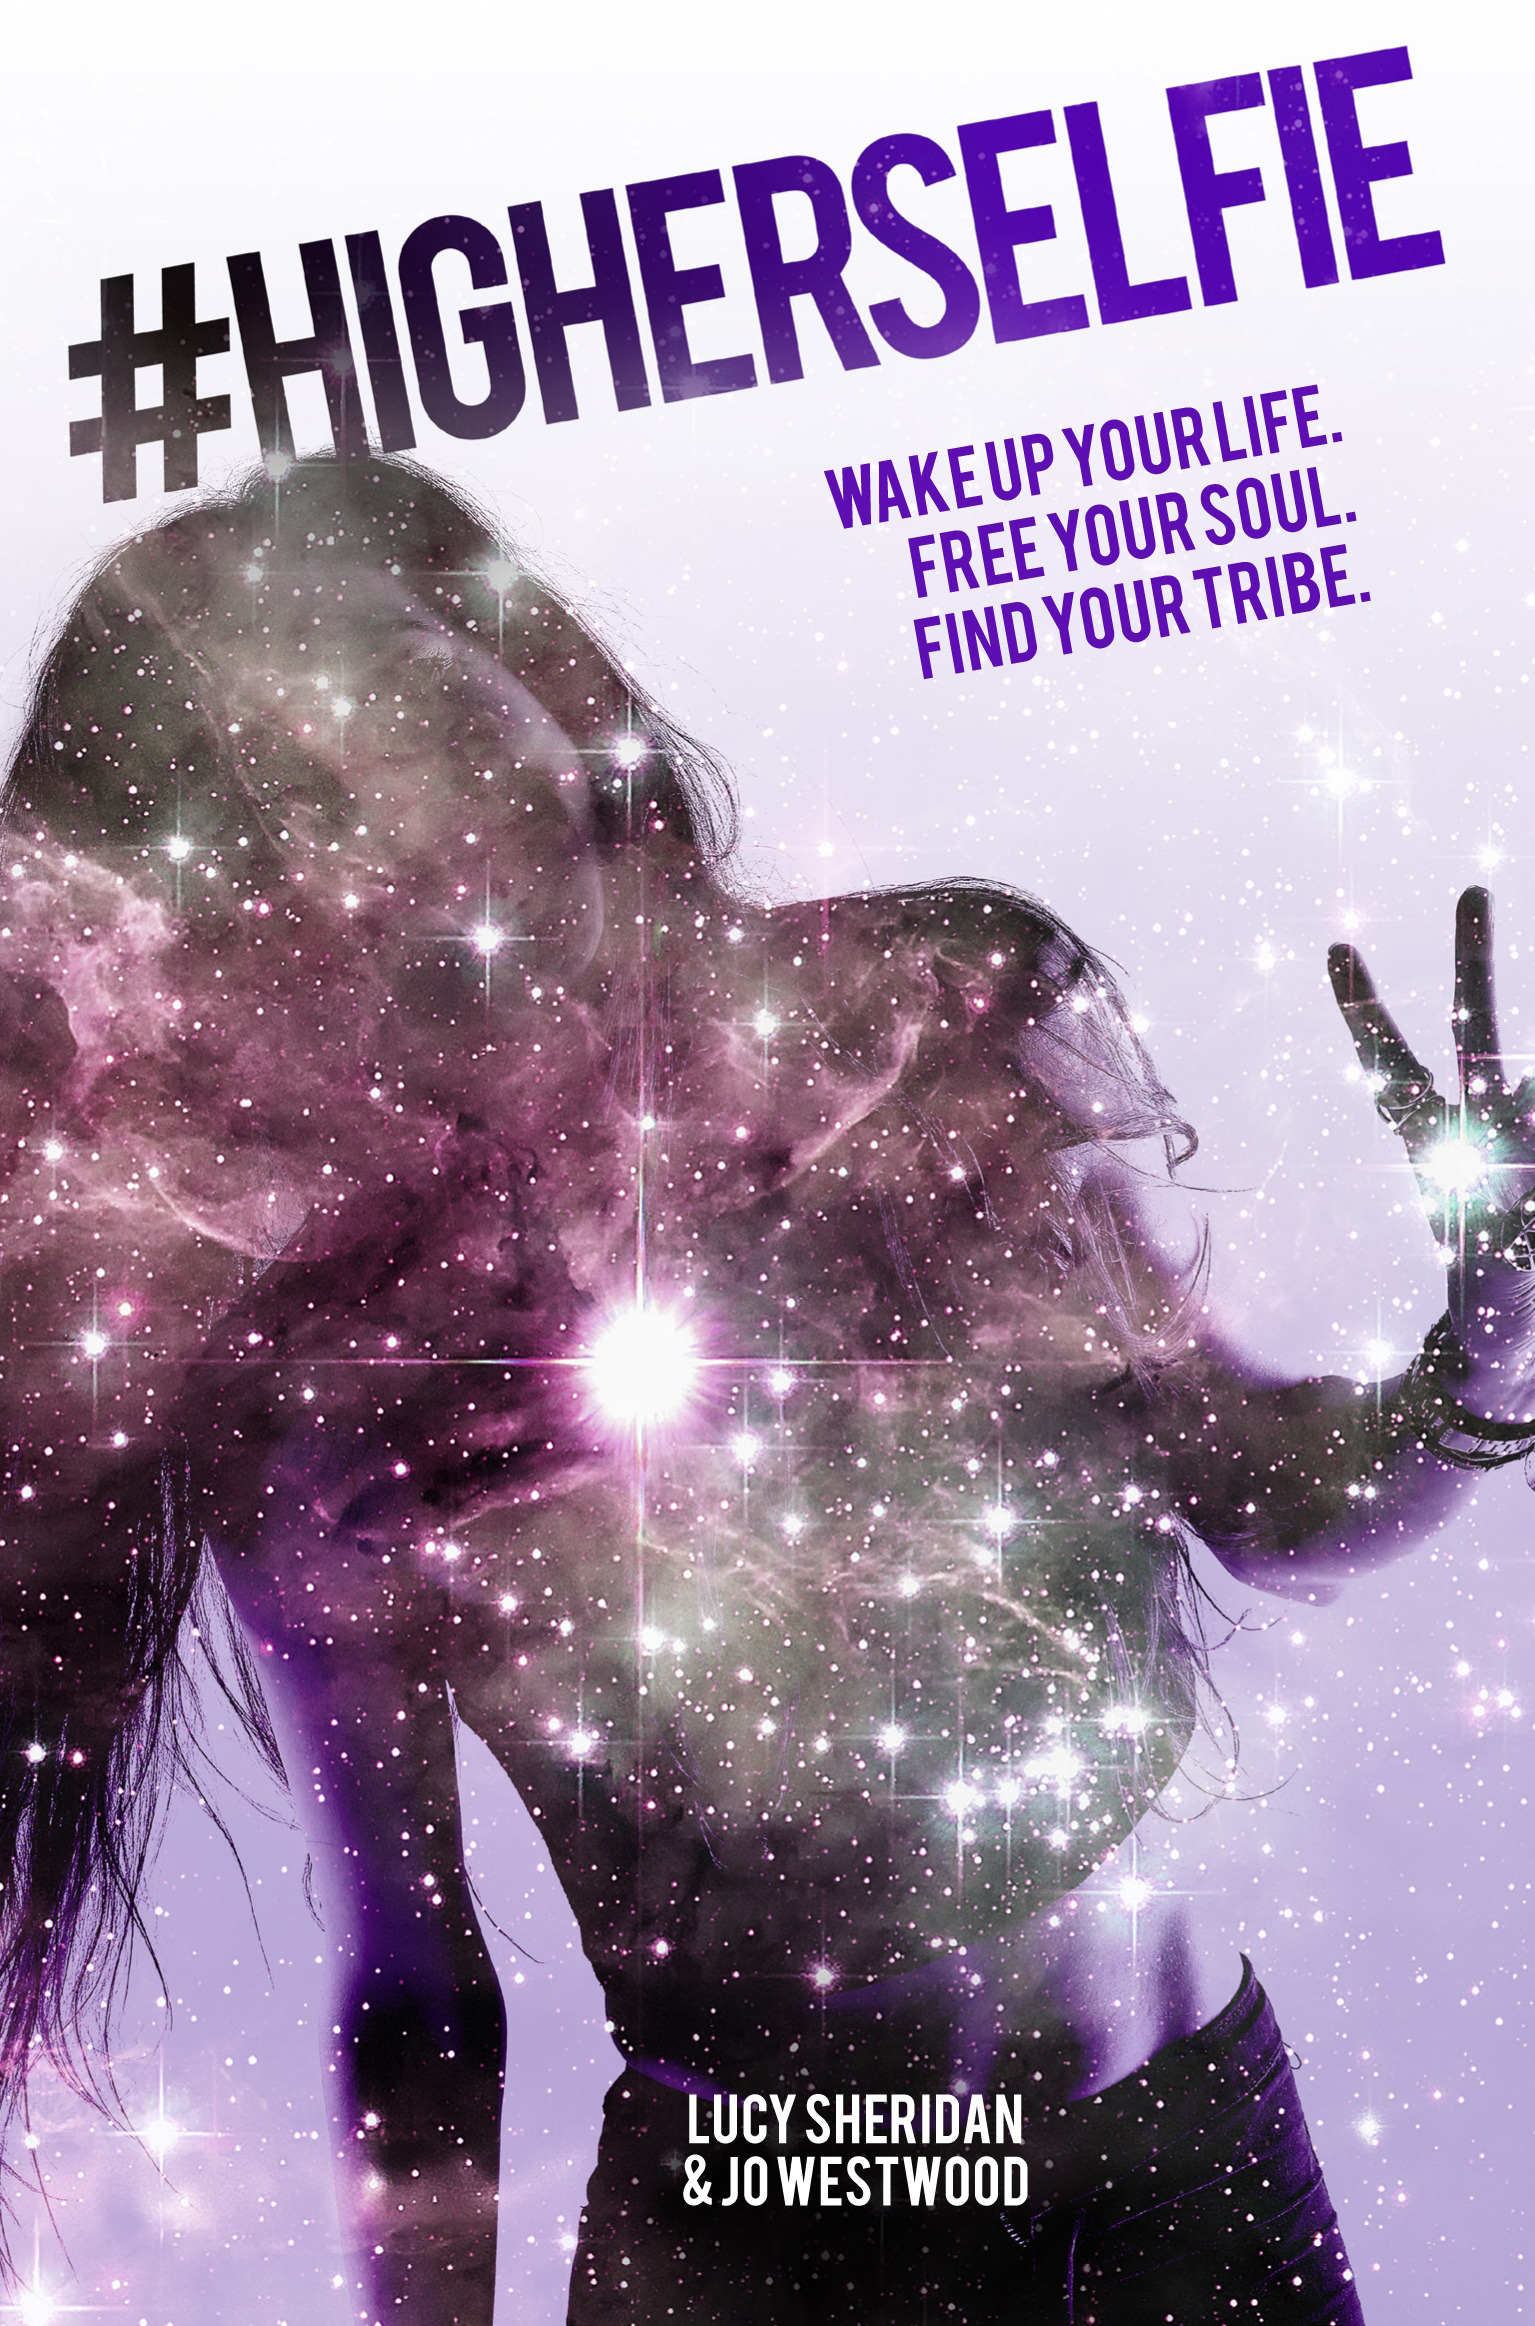 #HIGHERSELFIE
WAKE UP YOUR LIFE.
FREE YOUR SOUL.
FIND YOUR TRIBE.
LUCY SHERIDAN
& JO WESTWOOD